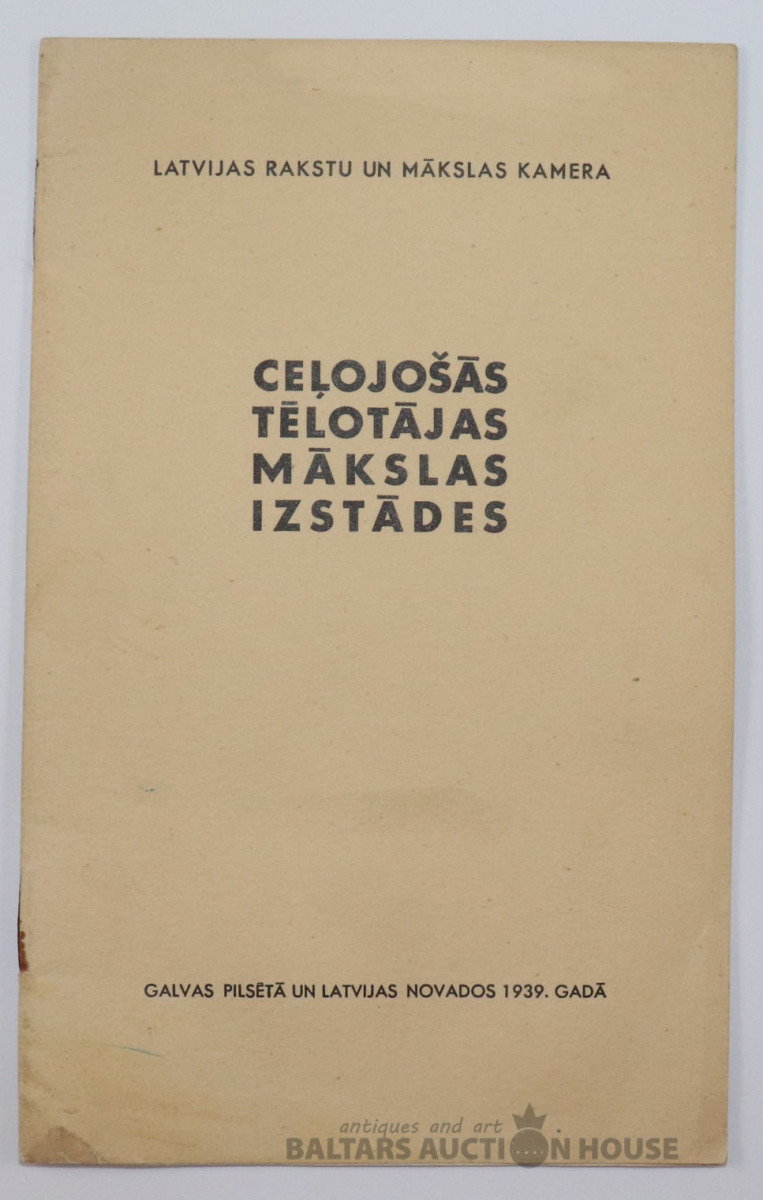 LATVIJAS RAKSTU UN MĀKSLAS KAMERA
CEĻOJOŠĀS
TĒLOTĀJAS
MĀKSLAS
IZSTĀDES
GALVAS PILSĒTĀ UN LATVIJAS NOVADOS 1939. GADĀ
antiques and art
BALTARS AUCTION HOUSE